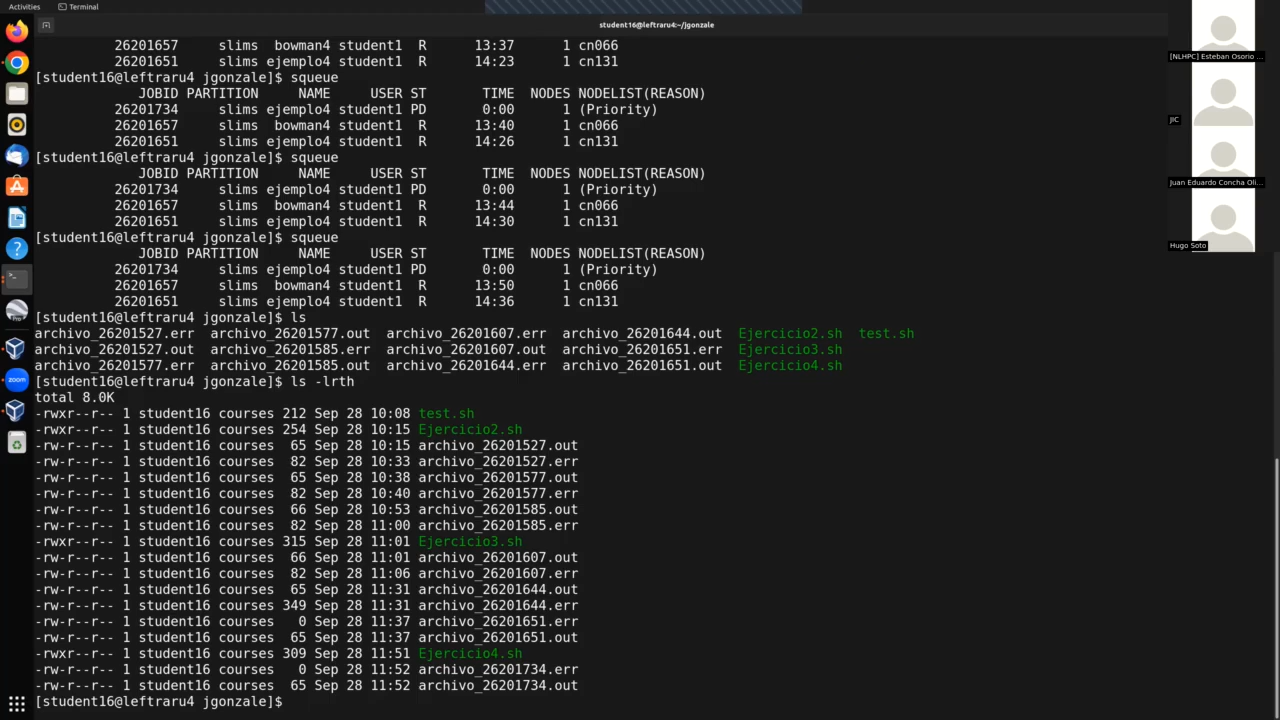 Activities
Terminal
student16@leftraru4:~/jgonzale
26201657 slims bowman4 student1 R 13:37 1 cn066
26201651 slims ejemplo4 student1 R 14:23 1 cn131
[student16@leftraru4 jgonzale]$ squeue
JOBID PARTITION NAME USER ST TIME NODES NODELIST(REASON)
26201734 slims ejemplo4 student1 PD 0:00 1 (Priority)
26201657 slims bowman4 student1 R 13:40 1 cn066
26201651 slims ejemplo4 student1 R 14:26 1 cn131
[student16@leftraru4 jgonzale]$ squeue
JOBID PARTITION NAME USER ST TIME NODES NODELIST(REASON)
26201734 slims ejemplo4 student1 PD 0:00 1 (Priority)
26201657 slims bowman4 student1 R 13:44 1 cn066
26201651 slims ejemplo4 student1 R 14:30 1 cn131
[student16@leftraru4 jgonzale]$ squeue
JOBID PARTITION NAME USER ST TIME NODES NODELIST(REASON)
26201734 slims ejemplo4 student1 PD 0:00 1 (Priority)
26201657 slims bowman4 student1 R 13:50 1 cn066
26201651 slims ejemplo4 student1 R 14:36 1 cn131
[student16@leftraru4 jgonzale]$ ls
archivo_26201527.err archivo_26201577.out archivo_26201607.err archivo_26201644.out Ejercicio2.sh test.sh
archivo_26201527.out archivo_26201585.err archivo_26201607.out archivo_26201651.err Ejercicio3.sh
archivo_26201577.err archivo_26201585.out archivo_26201644.err archivo_26201651.out Ejercicio4.sh
[student16@leftraru4 jgonzale]$ ls -lrth
total 8.0K
-rwxr--r-- 1 student16 courses 212 Sep 28 10:08 test.sh
-rwxr--r-- 1 student16 courses 254 Sep 28 10:15 Ejercicio2.sh
-rw-r--r-- 1 student16 courses 65 Sep 28 10:15 archivo_26201527.out
-rw-r--r-- 1 student16 courses 82 Sep 28 10:33 archivo_26201527.err
-rw-r--r-- 1 student16 courses 65 Sep 28 10:38 archivo_26201577.out
-rw-r--r-- 1 student16 courses 82 Sep 28 10:40 archivo_26201577.err
-rw-r--r-- 1 student16 courses 66 Sep 28 10:53 archivo_26201585.out
-rw-r--r-- 1 student16 courses 82 Sep 28 11:00 archivo_26201585.err
-rwxr--r-- 1 student16 courses 315 Sep 28 11:01 Ejercicio3.sh
-rw-r--r-- 1 student16 courses 66 Sep 28 11:01 archivo_26201607.out
-rw-r--r-- 1 student16 courses 82 Sep 28 11:06 archivo_26201607.err
-rw-r--r-- 1 student16 courses 65 Sep 28 11:31 archivo_26201644.out
-rw-r--r-- 1 student16 courses 349 Sep 28 11:31 archivo_26201644.err
-rw-r--r-- 1 student16 courses 0 Sep 28 11:37 archivo_26201651.err
-rw-r--r-- 1 student16 courses 65 Sep 28 11:37 archivo_26201651.out
-rwxr--r-- 1 student16 courses 309 Sep 28 11:51 Ejercicio4.sh
-rw-r--r-- 1 student16 courses 0 Sep 28 11:52 archivo_26201734.err
-rw-r--r-- 1 student16 courses 65 Sep 28 11:52 archivo_26201734.out
[student16@leftraru4 jgonzale]$
zoom
[NLHPC] Esteban Osorio ...
JIC
Juan Eduardo Concha Oli...
Hugo Soto